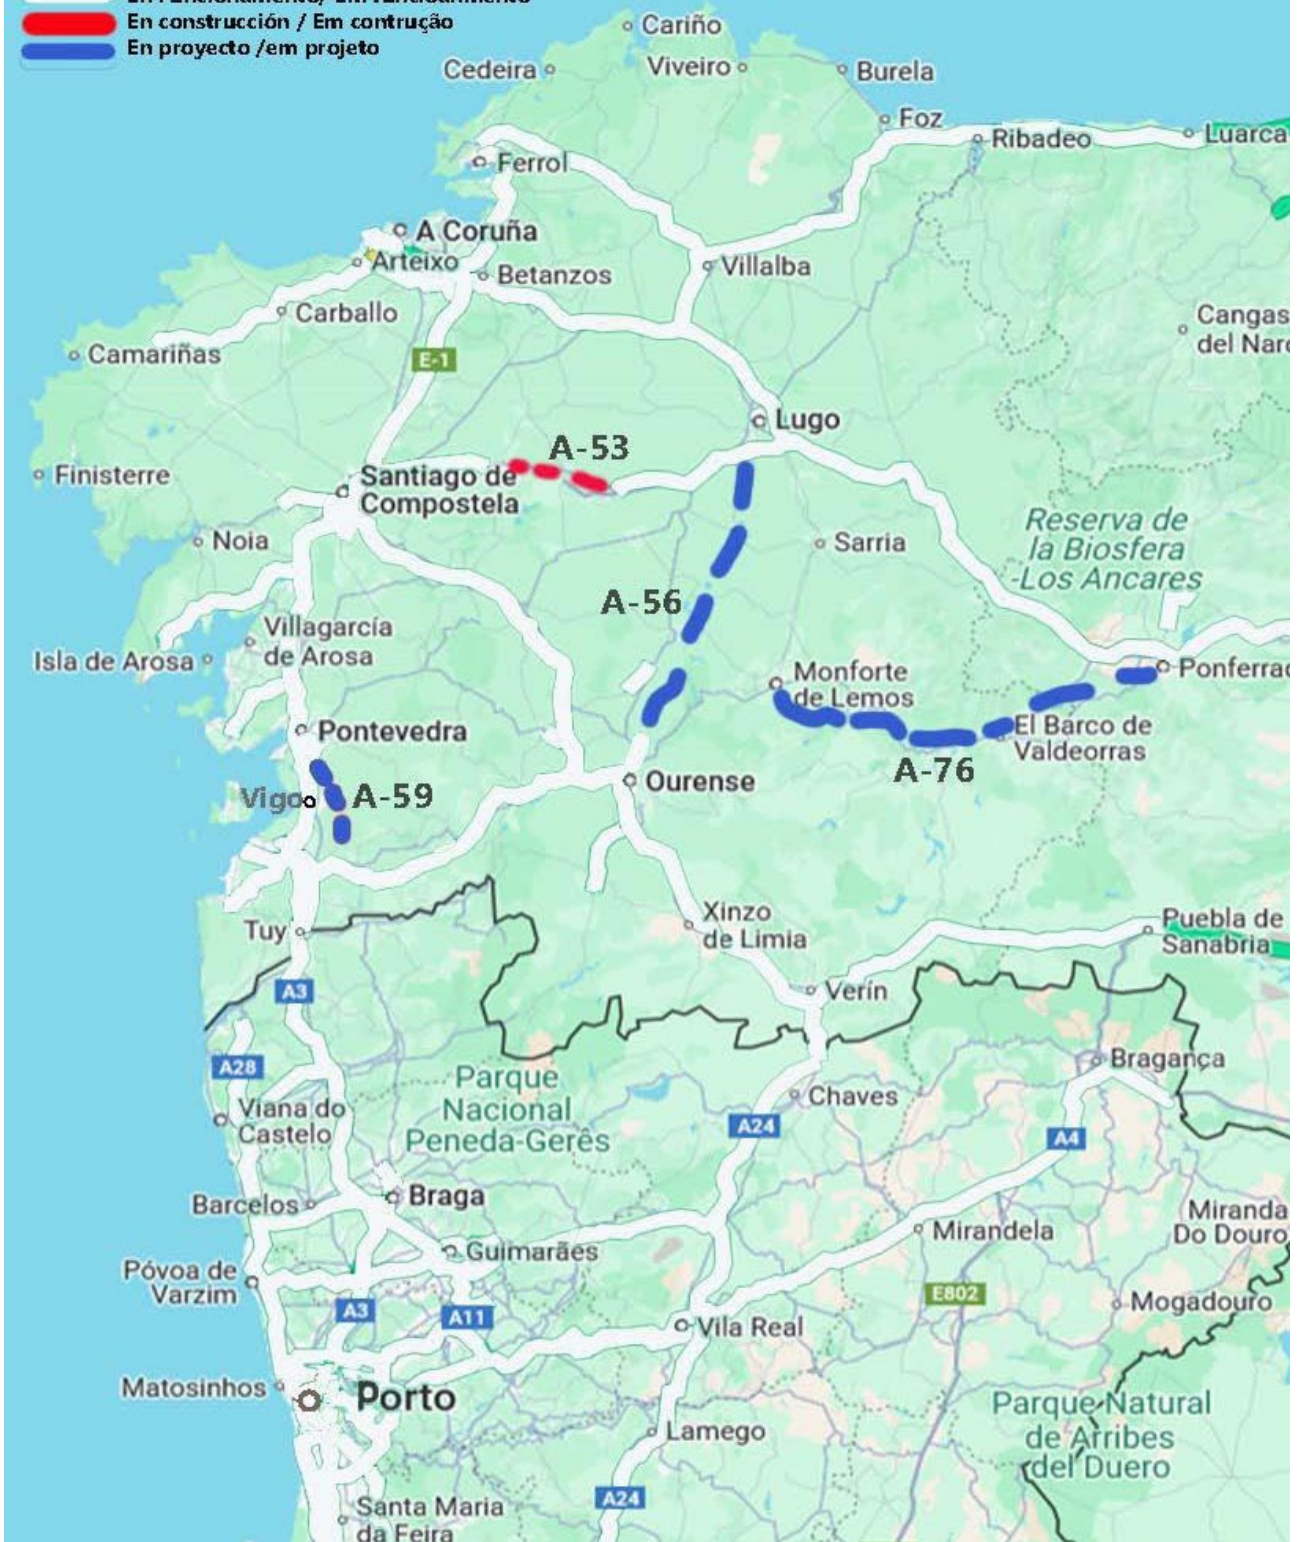 En construcción / Em contrução
En proyecto /em projeto
Cariño
Cedeira
Viveiro
Burela
Foz
Ribadeo
Luarca
Ferrol
A Coruña
Arteixo
Betanzos
Villalba
Carballo
Cangas
del Narc
Camariñas
E-1
Lugo
A-53
Finisterre
Santiago de
Compostela
Reserva de
la Biosfera
-Los Ancares
Noia
Sarria
A-56
Villagarcía
de Arosa
Isla de Arosa
Monforte
de Lemos
Ponferrad
Pontevedra
El Barco de
Valdeorras
A-76
Ourense
Vigo
A-59
Xinzo
de Limia
Puebla de
Sanabria
Tuy
A3
Verín
A28
Parque
Nacional
Peneda-Gerês
Bragança
Viana do
Castelo
Chaves
A24
A4
Barcelos
Braga
Miranda
Do Douro
Guimarães
Mirandela
Póvoa de
Varzim
A3
A11
E802
Mogadouro
Vila Real
Matosinhos
Porto
Parque Natural
de Arribes
del Duero
Lamego
A24
Santa Maria
da Feira